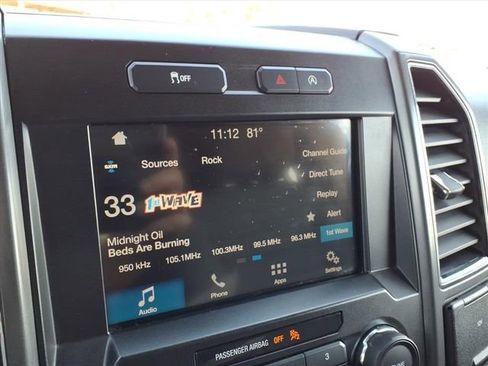 OFF
A
11:12 81°
sxm Sources Rock Channel Guide
Direct Tune
33 1st WAVE Replay
Alert
Midnight Oil
Beds Are Burning
1st Wave
950 kHz 105.1MHz 100.3MHz 99.5 MHz 96.3 MHz
Audio Phone Apps Settings
PASSENGER AIRBAG OFF
3